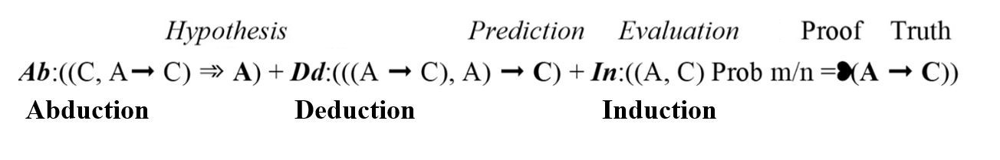 Hypothesis Prediction Evaluation Proof Truth
Ab:((C, A→ C) ⇒ A) + Dd:(((A → C), A) → C) + In:((A, C) Prob m/n =❥(A → C))
Abduction Deduction Induction